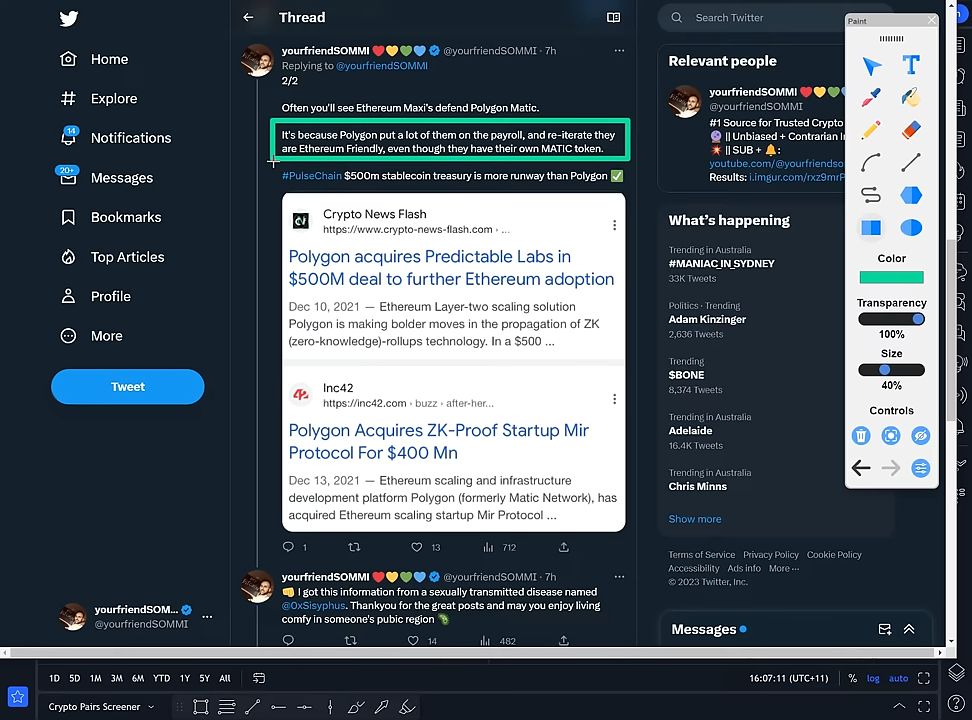 Home
Explore
14
Notifications
20+
Messages
Bookmarks
Top Articles
Profile
More
Tweet
yourfriendSOM...
@yourfriendSOMMI
Thread
yourfriendSOMMI ❤️💛💚💙 @yourfriendSOMMI · 7h
Replying to @yourfriendSOMMI
2/2
Often you'll see Ethereum Maxi's defend Polygon Matic.
It's because Polygon put a lot of them on the payroll, and re-iterate they
are Ethereum Friendly, even though they have their own MATIC token.
#PulseChain $500m stablecoin treasury is more runway than Polygon ✅
Crypto News Flash
https://www.crypto-news-flash.com · ...
Polygon acquires Predictable Labs in
$500M deal to further Ethereum adoption
Dec 10, 2021 — Ethereum Layer-two scaling solution
Polygon is making bolder moves in the propagation of ZK
(zero-knowledge)-rollups technology. In a $500 ...
Inc42
https://inc42.com · buzz · after-her...
Polygon Acquires ZK-Proof Startup Mir
Protocol For $400 Mn
Dec 13, 2021 — Ethereum scaling and infrastructure
development platform Polygon (formerly Matic Network), has
acquired Ethereum scaling startup Mir Protocol ...
1
13
712
yourfriendSOMMI ❤️💛💚💙 @yourfriendSOMMI · 7h
👊 I got this information from a sexually transmitted disease named
@0xSisyphus. Thankyou for the great posts and may you enjoy living
comfy in someone's pubic region 🦠
14
482
Search Twitter
Relevant people
yourfriendSOMMI ❤️💛💚
@yourfriendSOMMI
#1 Source for Trusted Crypto
🔮 || Unbiased + Contrarian
💥 || SUB + 🔔:
youtube.com/@yourfriendso
Results: i.imgur.com/rxz9mrP
What's happening
Trending in Australia
#MANIAC_IN_SYDNEY
33K Tweets
Politics · Trending
Adam Kinzinger
2,636 Tweets
Trending
$BONE
8,374 Tweets
Trending in Australia
Adelaide
16.4K Tweets
Trending in Australia
Chris Minns
Show more
Terms of Service Privacy Policy Cookie Policy
Accessibility Ads info More ···
© 2023 Twitter, Inc.
Messages
Paint
T
Color
Transparency
100%
Size
40%
Controls
1D 5D 1M 3M 6M YTD 1Y 5Y All
16:07:11 (UTC+11)
% log auto
Crypto Pairs Screener